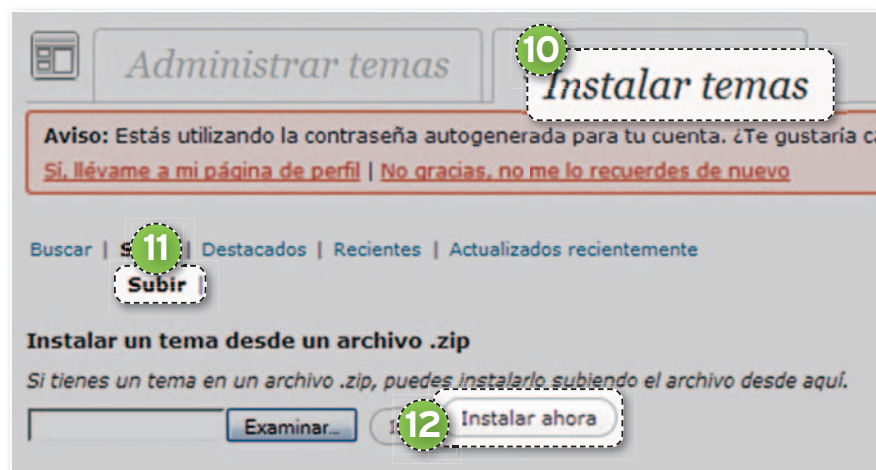 Administrar temas
10
Instalar temas
Aviso: Estás utilizando la contraseña autogenerada para tu cuenta. ¿Te gustaría
Sí, llévame a mi página de perfil | No gracias, no me lo recuerdes de nuevo
Buscar | 11 | Destacados | Recientes | Actualizados recientemente
Subir |
Instalar un tema desde un archivo .zip
Si tienes un tema en un archivo .zip, puedes instalarlo subiendo el archivo desde aquí.
Examinar... 12 Instalar ahora